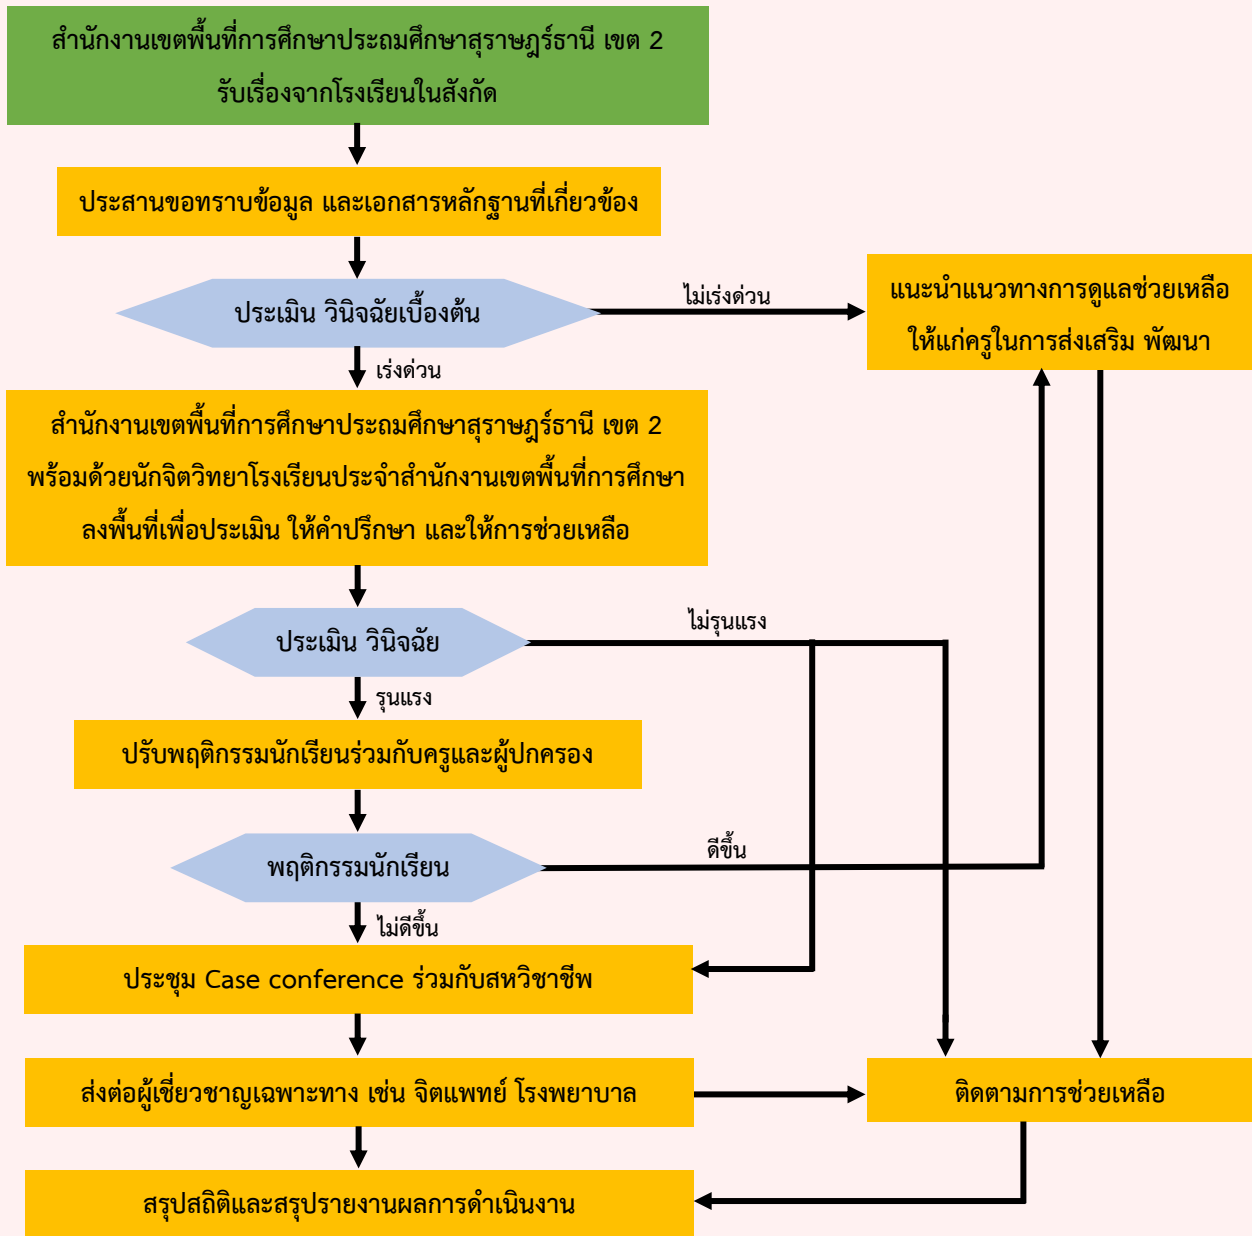 สำนักงานเขตพื้นที่การศึกษาประถมศึกษาสุราษฎร์ธานี เขต 2
รับเรื่องจากโรงเรียนในสังกัด
ประสานขอทราบข้อมูล และเอกสารหลักฐานที่เกี่ยวข้อง
ประเมิน วินิจฉัยเบื้องต้น
ไม่เร่งด่วน
แนะนำแนวทางการดูแลช่วยเหลือ
ให้แก่ครูในการส่งเสริม พัฒนา
เร่งด่วน
สำนักงานเขตพื้นที่การศึกษาประถมศึกษาสุราษฎร์ธานี เขต 2
พร้อมด้วยนักจิตวิทยาโรงเรียนประจำสำนักงานเขตพื้นที่การศึกษา
ลงพื้นที่เพื่อประเมิน ให้คำปรึกษา และให้การช่วยเหลือ
ประเมิน วินิจฉัย
ไม่รุนแรง
รุนแรง
ปรับพฤติกรรมนักเรียนร่วมกับครูและผู้ปกครอง
พฤติกรรมนักเรียน
ดีขึ้น
ไม่ดีขึ้น
ประชุม Case conference ร่วมกับสหวิชาชีพ
ส่งต่อผู้เชี่ยวชาญเฉพาะทาง เช่น จิตแพทย์ โรงพยาบาล
ติดตามการช่วยเหลือ
สรุปสถิติและสรุปรายงานผลการดำเนินงาน